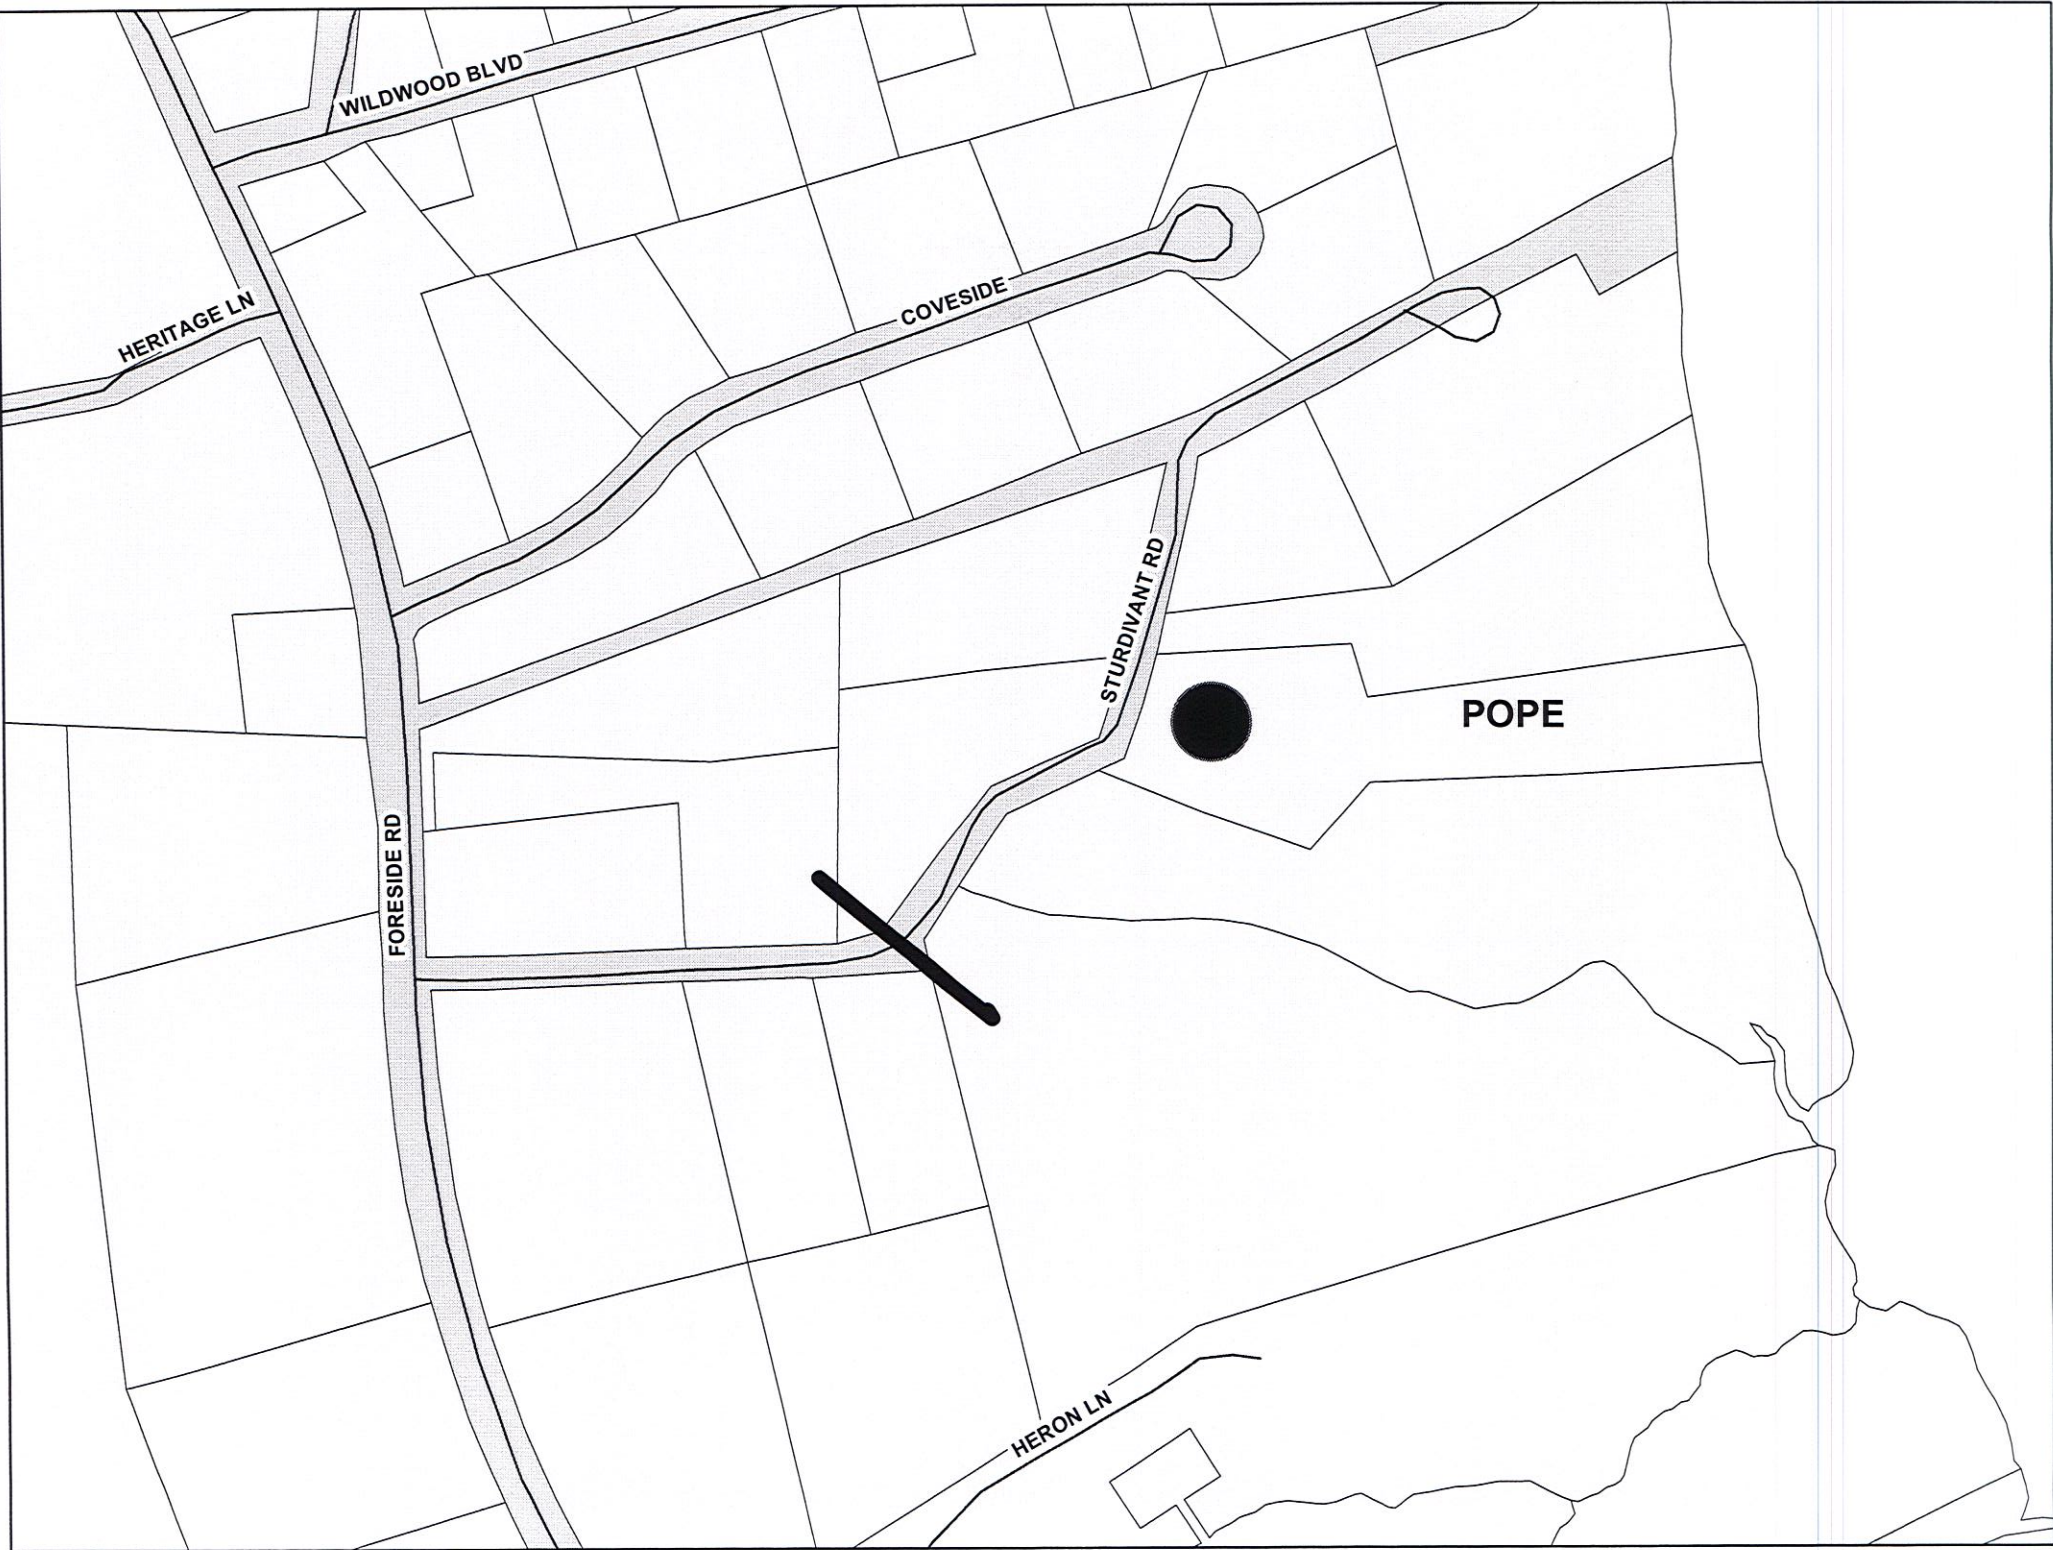 WILDWOOD BLVD
COVESIDE
HERITAGE LN
STURDIVANT RD
POPE
FORESIDE RD
HERON LN